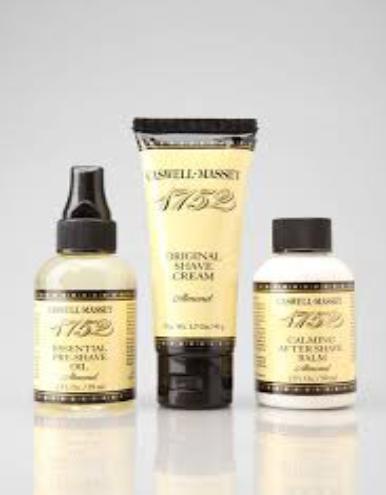 CASWELL-MASSEY
1752
ESSENTIAL
PRE-SHAVE
OIL
Almond
CASWELL-MASSEY
1752
ORIGINAL
SHAVE
CREAM
Almond
CASWELL-MASSEY
1752
CALMING
AFTER SHAVE
BALM
Almond